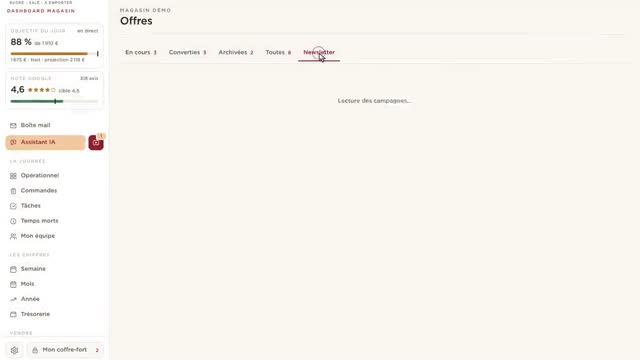 SUCRÉ · SALÉ · À EMPORTER
DASHBOARD MAGASIN
OBJECTIF DU JOUR en direct
88 % de 1 910 €
1 675 € · tout : projection 2 118 €
NOTE GOOGLE 308 avis
4,6 ★★★★☆ cible 4,5
Boîte mail
Assistant IA
1
LA JOURNÉE
Opérationnel
Commandes
Tâches
Temps morts
Mon équipe
LES CHIFFRES
Semaine
Mois
Année
Trésorerie
VENDRE
Mon coffre-fort 2
MAGASIN DÉMO
Offres
En cours 3 Converties 3 Archivées 2 Toutes 8 Newsletter
Lecture des campagnes...